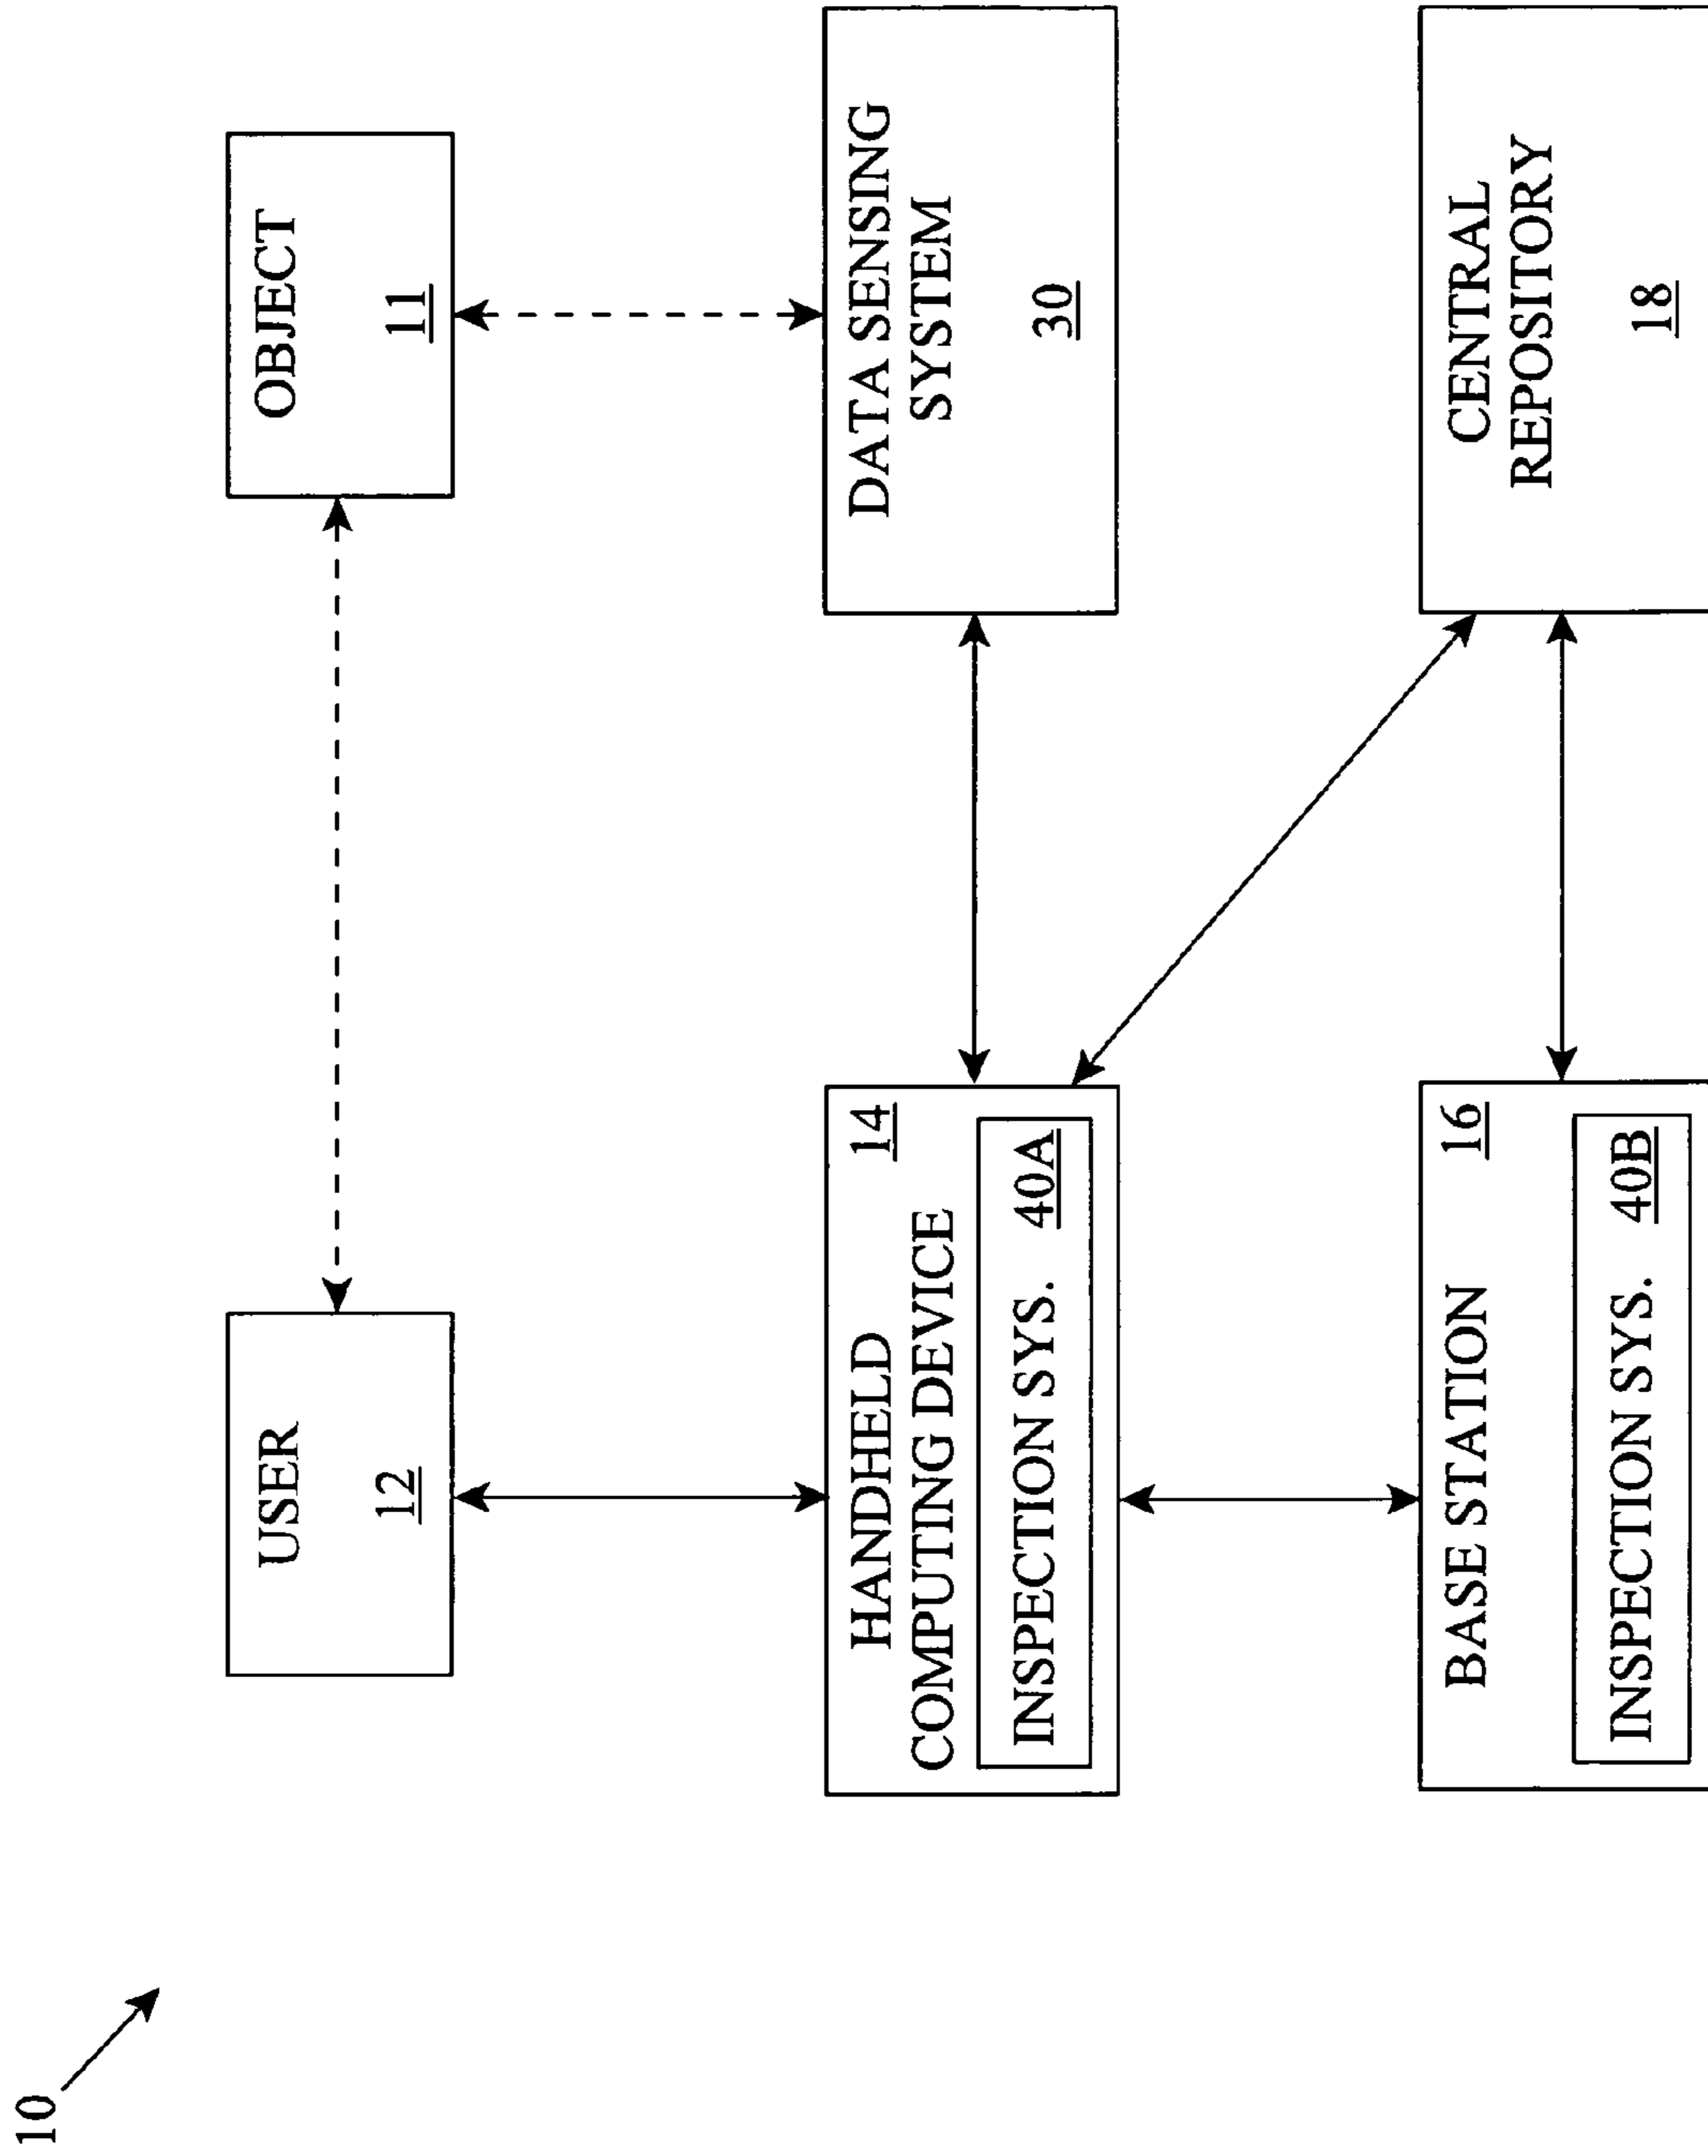 10
USER
12
OBJECT
11
HANDHELD
14
COMPUTING DEVICE
INSPECTION SYS. 40A
DATA SENSING
SYSTEM
30
BASE STATION 16
INSPECTION SYS. 40B
CENTRAL
REPOSITORY
18